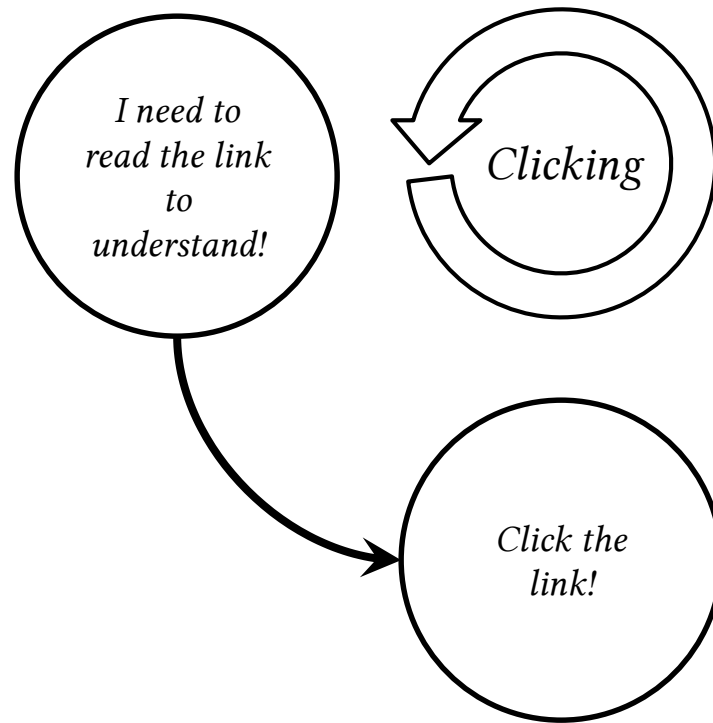 I need to
read the link
to
understand!
Clicking
Click the
link!